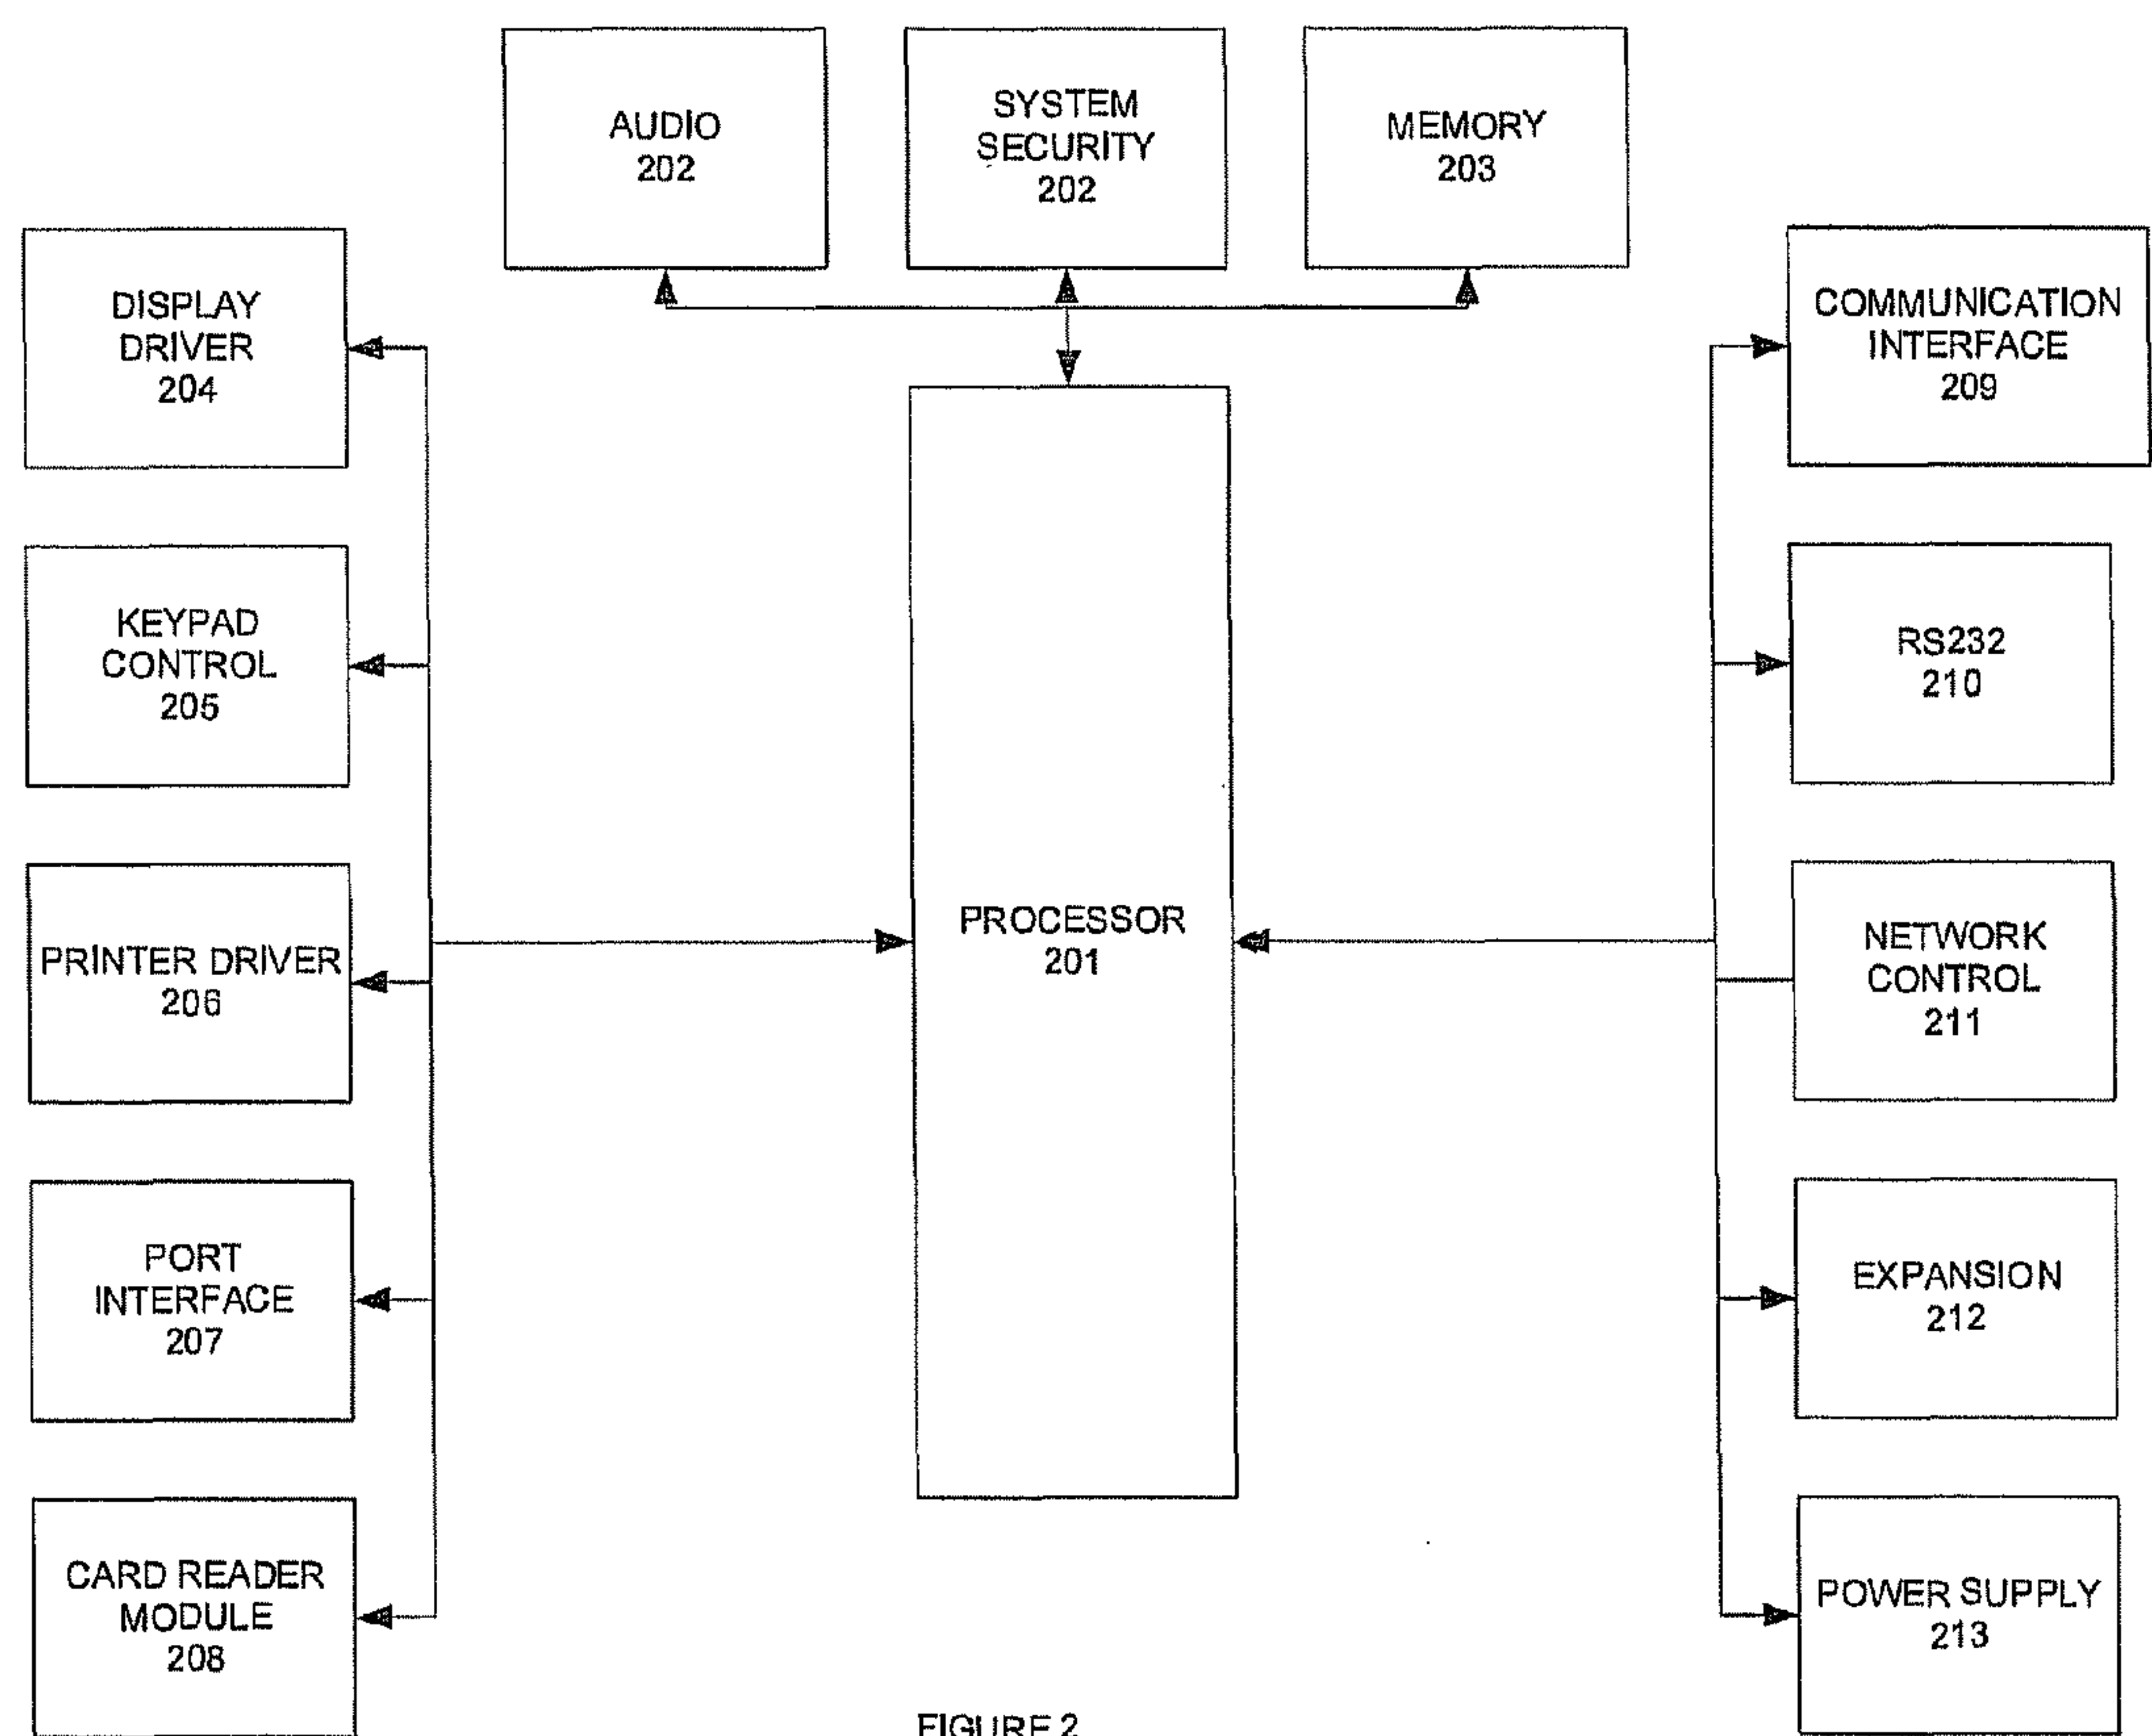 AUDIO
202
SYSTEM
SECURITY
202
MEMORY
203
DISPLAY
DRIVER
204
KEYPAD
CONTROL
205
PRINTER DRIVER
206
PORT
INTERFACE
207
CARD READER
MODULE
208
PROCESSOR
201
COMMUNICATION
INTERFACE
209
RS232
210
NETWORK
CONTROL
211
EXPANSION
212
POWER SUPPLY
213
FIGURE 2